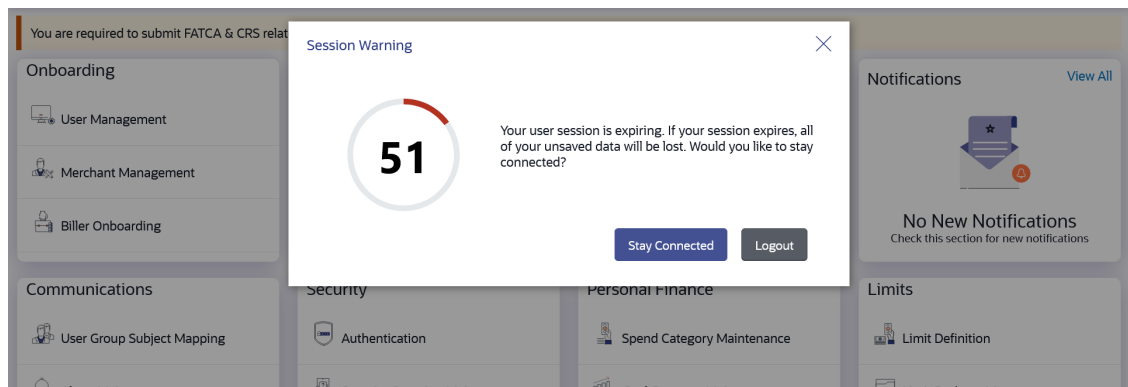 You are required to submit FATCA & CRS relat
Session Warning
51
Your user session is expiring. If your session expires, all
of your unsaved data will be lost. Would you like to stay
connected?
Stay Connected
Logout
Onboarding
User Management
Merchant Management
Biller Onboarding
Notifications
View All
No New Notifications
Check this section for new notifications
Communications
User Group Subject Mapping
Security
Authentication
Personal Finance
Spend Category Maintenance
Limits
Limit Definition